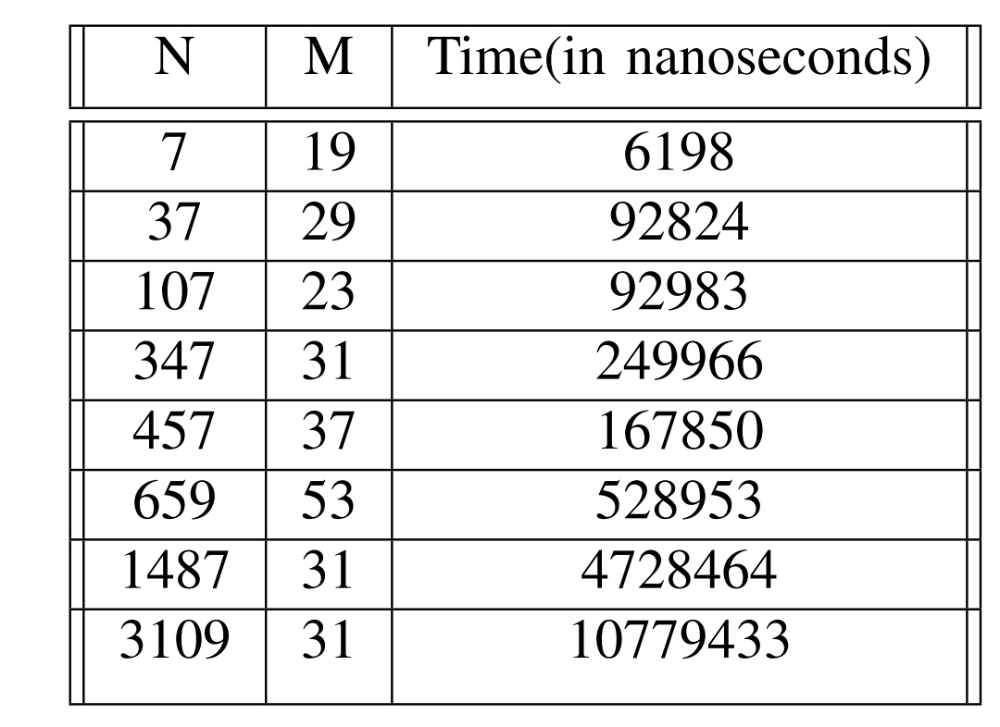 N M Time(in nanoseconds)
7 19 6198
37 29 92824
107 23 92983
347 31 249966
457 37 167850
659 53 528953
1487 31 4728464
3109 31 10779433